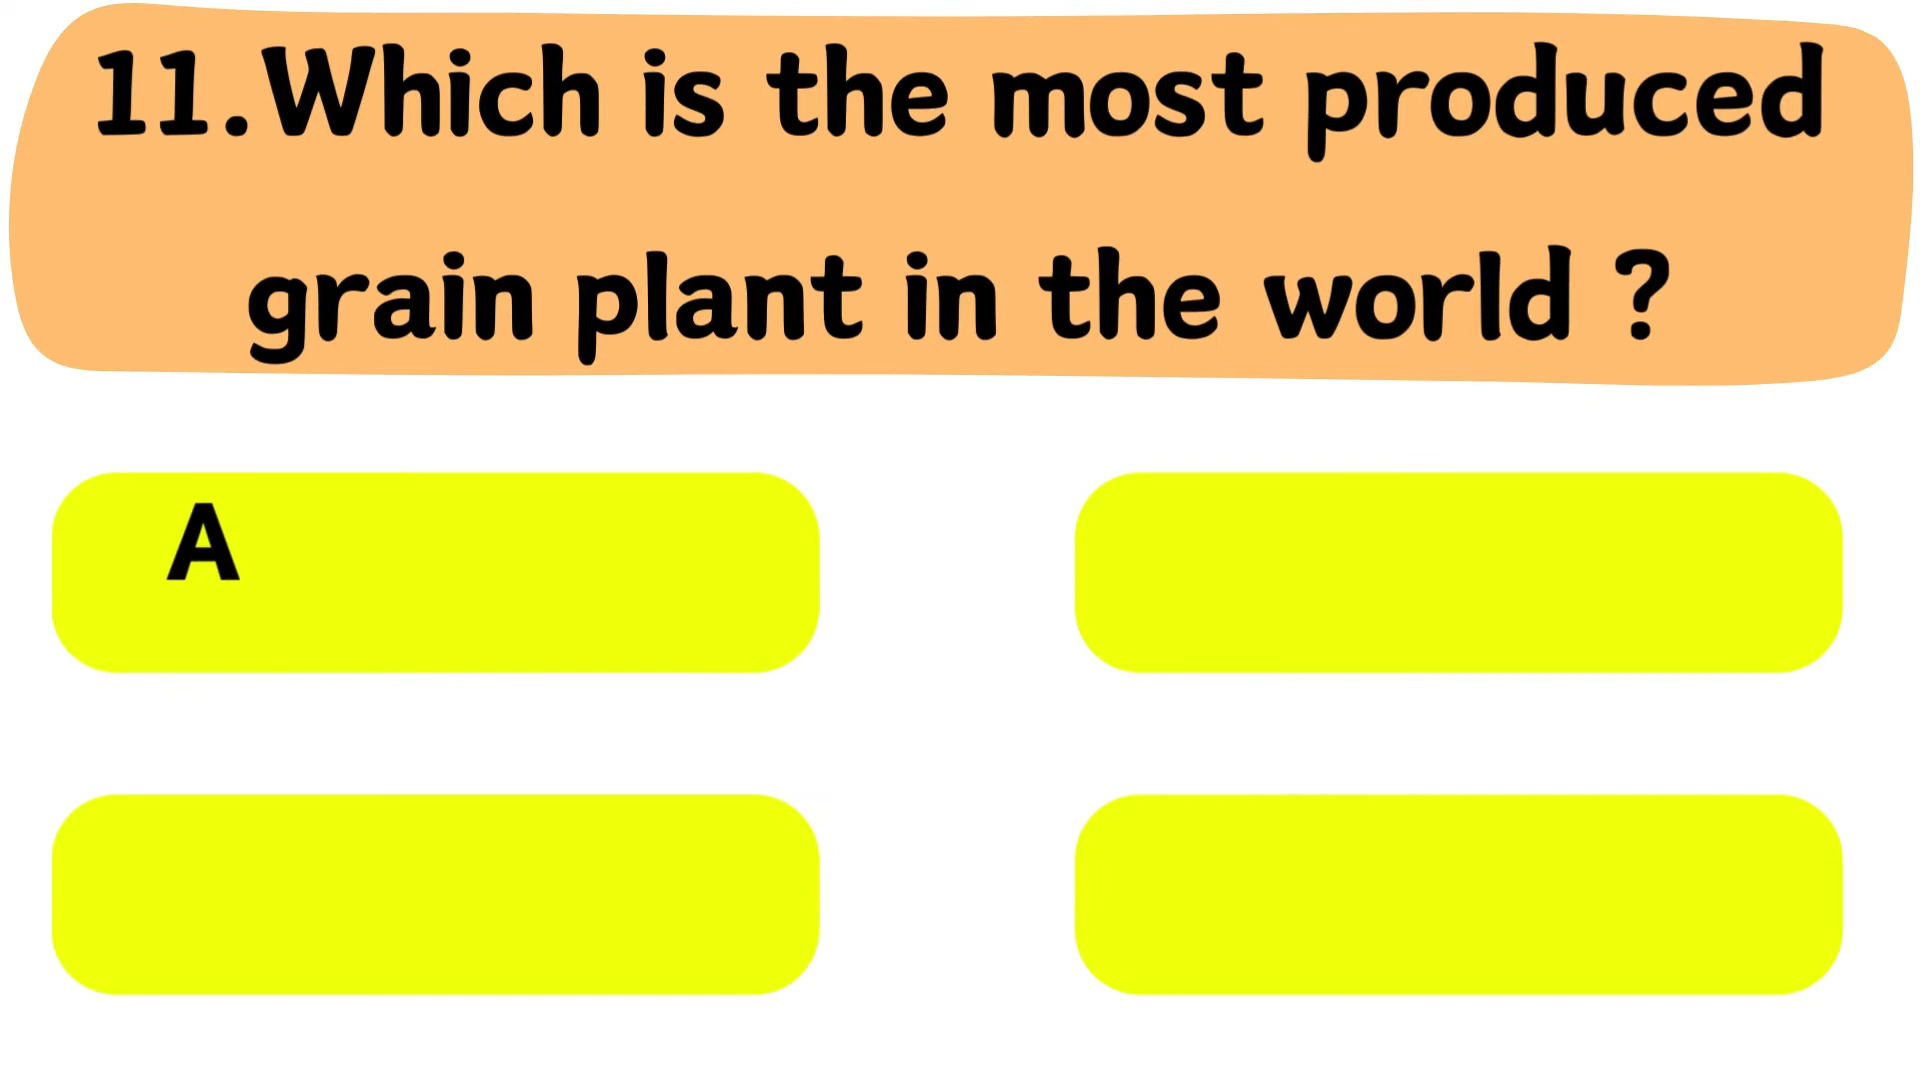 11.Which is the most produced
grain plant in the world ?
A